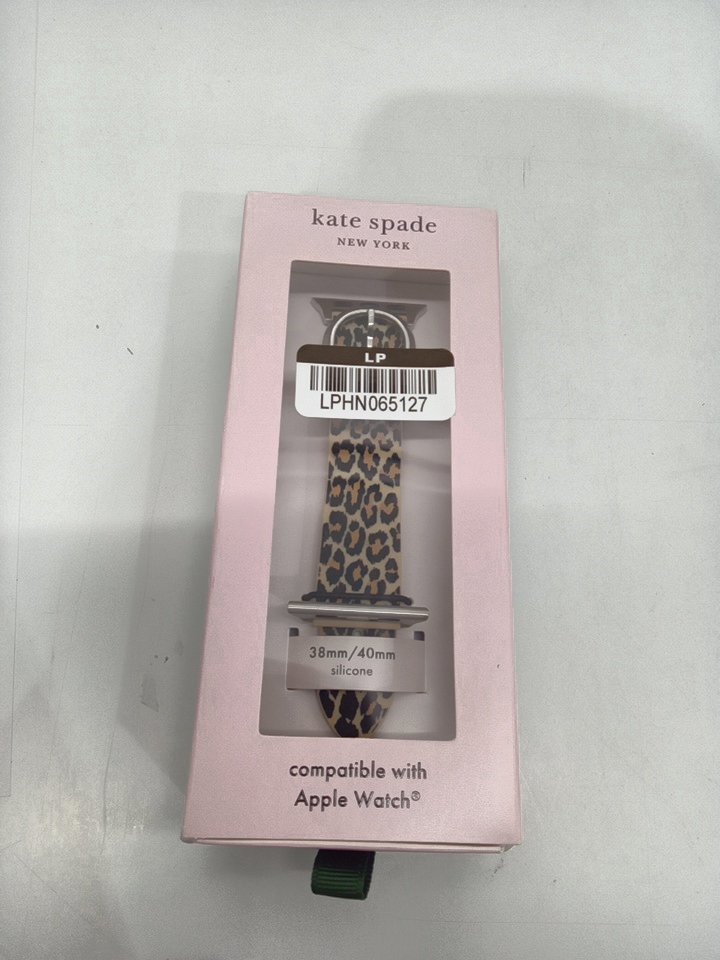 kate spade
NEW YORK
LP
LPHN065127
38mm/40mm
silicone
compatible with
Apple Watch®